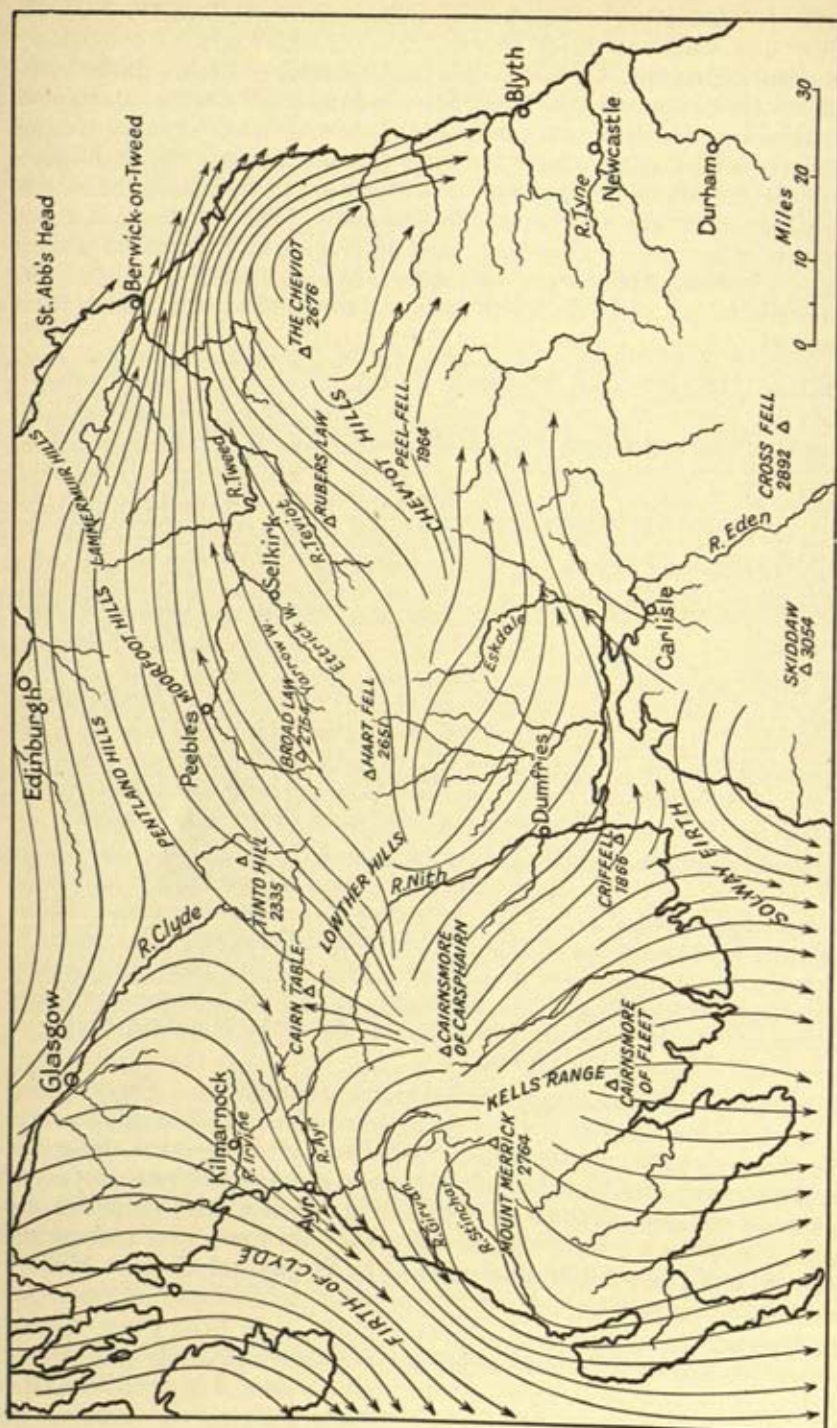 St. Abb's Head
Berwick-on-Tweed
Edinburgh
LAMMERMUIR HILLS
MOORFOOT HILLS
PENTLAND HILLS
Peebles
R. Tweed
Selkirk
R. Teviot
RUBERS LAW
THE CHEVIOT
2676
CHEVIOT HILLS
PEEL FELL
1964
Blyth
Newcastle
R. Tyne
Durham
Glasgow
R. Clyde
TINTO HILL
2335
BROAD LAW
2754
Yarrow W.
Ettrick W.
HART FELL
2651
Eskdale
LOWTHER HILLS
CAIRN TABLE
Kilmarnock
R. Irvine
Ayr
R. Ayr
FIRTH-OF-CLYDE
R. Nith
Dumfries
CAIRNSMORE
OF CARSPHAIRN
R. Girvan
R. Stinchar
MOUNT MERRICK
2764
KELLS RANGE
CAIRNSMORE
OF FLEET
CRIFFELL
1866
SOLWAY FIRTH
Carlisle
R. Eden
SKIDDAW
3054
CROSS FELL
2892
0 10 20 30
Miles